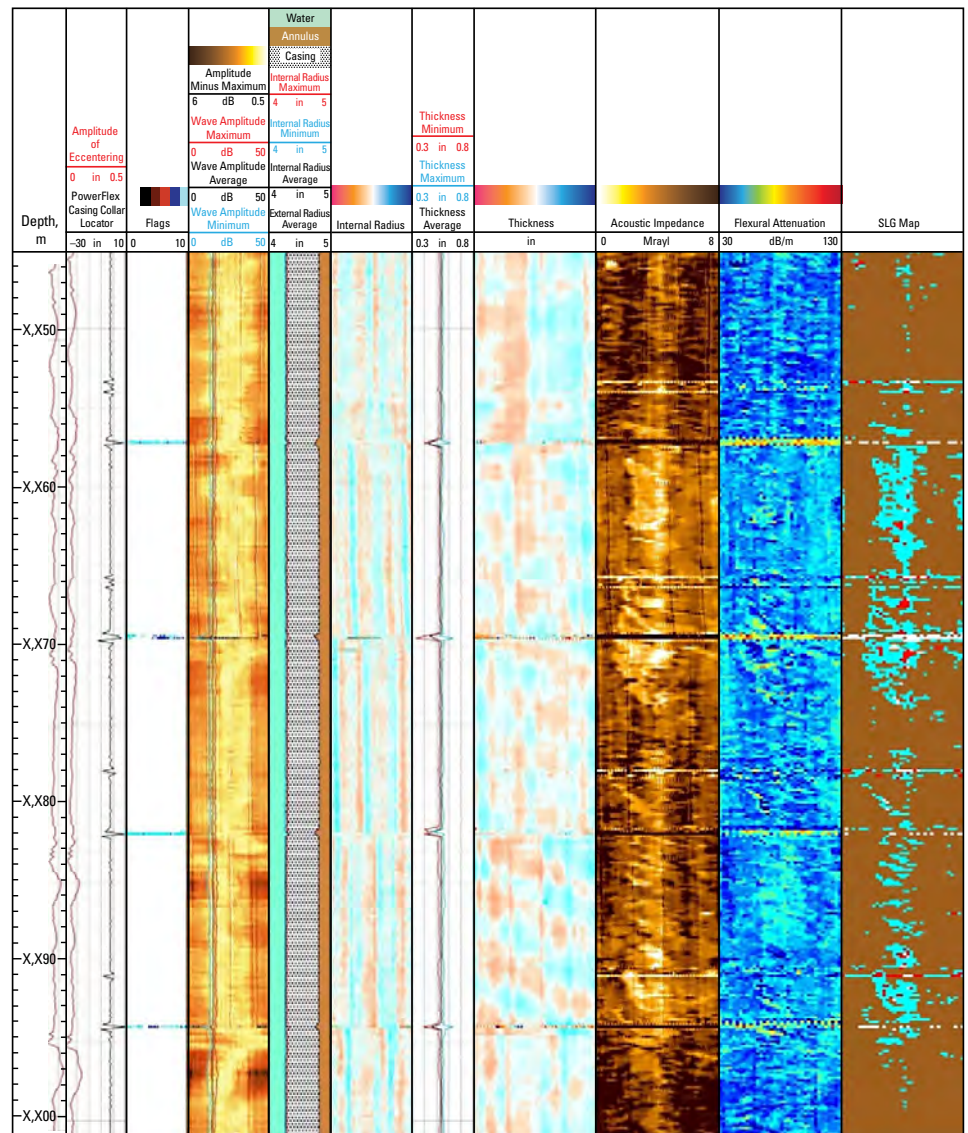 Depth,
m
Amplitude
of
Eccentering
0 in 0.5
PowerFlex
Casing Collar
Locator
–30 in 10
Flags
0 10
Amplitude
Minus Maximum
6 dB 0.5
Wave Amplitude
Maximum
0 dB 50
Wave Amplitude
Average
0 dB 50
Wave Amplitude
Minimum
0 dB 50
Water
Annulus
Casing
Internal Radius
Maximum
4 in 5
Internal Radius
Minimum
4 in 5
Internal Radius
Average
4 in 5
External Radius
Average
4 in 5
Internal Radius
Thickness
Minimum
0.3 in 0.8
Thickness
Maximum
0.3 in 0.8
Thickness
Average
0.3 in 0.8
Thickness
in
Acoustic Impedance
0 Mrayl 8
Flexural Attenuation
30 dB/m 130
SLG Map
X,X50
X,X60
X,X70
X,X80
X,X90
X,X00